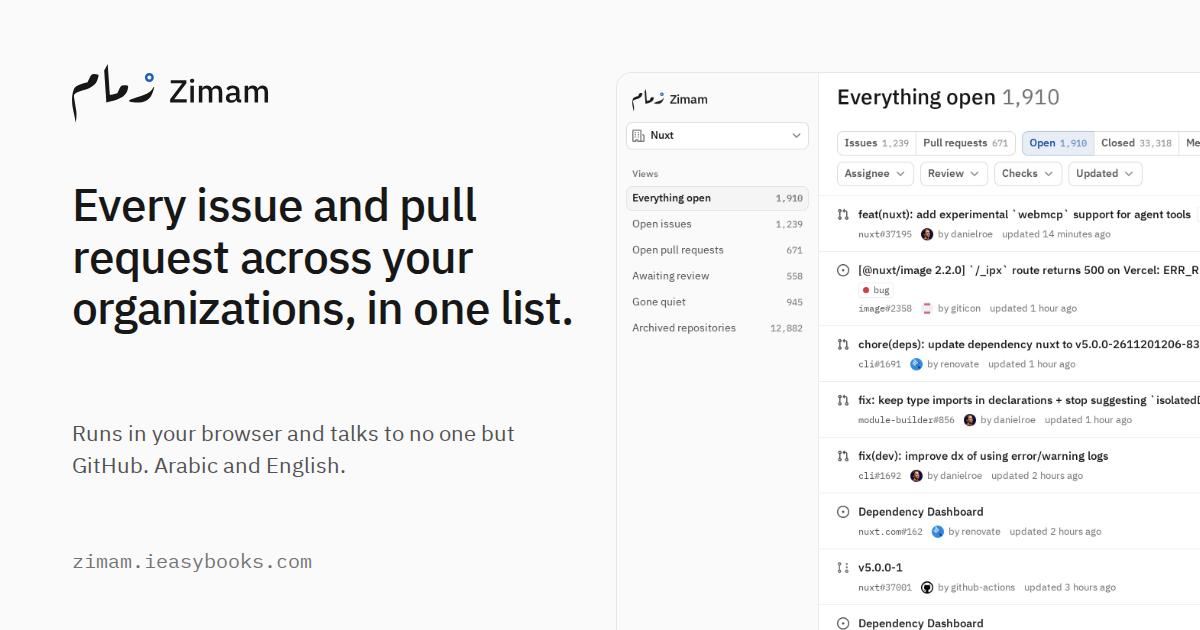 زمام Zimam
Every issue and pull
request across your
organizations, in one list.
Runs in your browser and talks to no one but
GitHub. Arabic and English.
zimam.ieasybooks.com
زمام Zimam
Nuxt
Views
Everything open 1,910
Open issues 1,239
Open pull requests 671
Awaiting review 558
Gone quiet 945
Archived repositories 12,882
Everything open 1,910
Issues 1,239 Pull requests 671 Open 1,910 Closed 33,318 Me
Assignee Review Checks Updated
feat(nuxt): add experimental `webmcp` support for agent tools
nuxt#37195 by danielroe updated 14 minutes ago
[@nuxt/image 2.2.0] `/_ipx` route returns 500 on Vercel: ERR_R
bug
image#2358 by giticon updated 1 hour ago
chore(deps): update dependency nuxt to v5.0.0-2611201206-83
cli#1691 by renovate updated 1 hour ago
fix: keep type imports in declarations + stop suggesting `isolatedD
module-builder#856 by danielroe updated 1 hour ago
fix(dev): improve dx of using error/warning logs
cli#1692 by danielroe updated 2 hours ago
Dependency Dashboard
nuxt.com#162 by renovate updated 2 hours ago
v5.0.0-1
nuxt#37001 by github-actions updated 3 hours ago
Dependency Dashboard